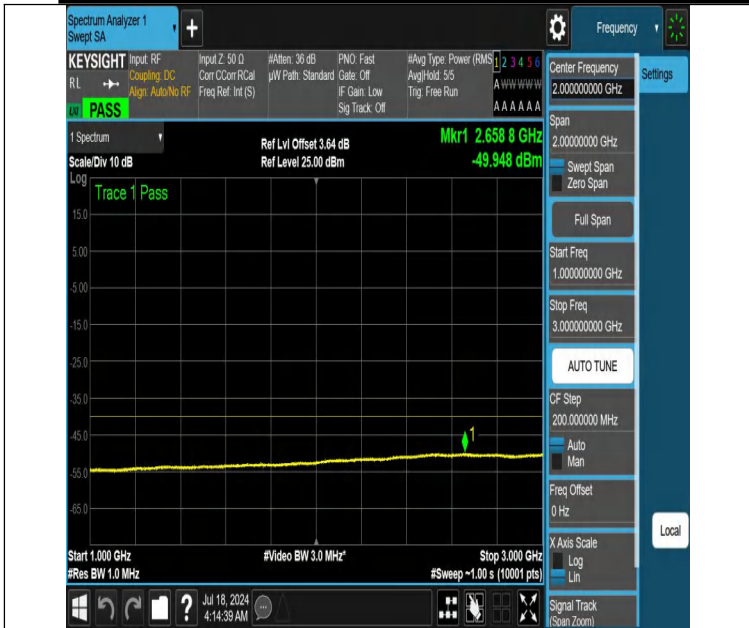 Spectrum Analyzer 1
Swept SA
Frequency
KEYSIGHT
RL
LXI
PASS
Input: RF
Coupling: DC
Align: Auto/No RF
Input Z: 50 Ω
Corr CCorr RCal
Freq Ref: Int (S)
#Atten: 36 dB
µW Path: Standard
PNO: Fast
Gate: Off
IF Gain: Low
Sig Track: Off
#Avg Type: Power (RMS
Avg|Hold: 5/5
Trig: Free Run
1 2 3 4 5 6
A W W W W W
A A A A A A
1 Spectrum
Scale/Div 10 dB
Ref Lvl Offset 3.64 dB
Ref Level 25.00 dBm
Mkr1 2.658 8 GHz
-49.948 dBm
Log
Trace 1 Pass
15.0
5.00
-5.00
-15.0
-25.0
-35.0
-45.0
-55.0
-65.0
1
Start 1.000 GHz
#Res BW 1.0 MHz
#Video BW 3.0 MHz*
Stop 3.000 GHz
#Sweep ~1.00 s (10001 pts)
Center Frequency
2.000000000 GHz
Settings
Span
2.00000000 GHz
Swept Span
Zero Span
Full Span
Start Freq
1.000000000 GHz
Stop Freq
3.000000000 GHz
AUTO TUNE
CF Step
200.000000 MHz
Auto
Man
Freq Offset
0 Hz
X Axis Scale
Log
Lin
Local
Signal Track
(Span Zoom)
?
Jul 18, 2024
4:14:39 AM